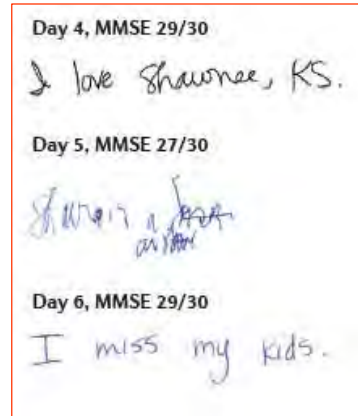 Day 4, MMSE 29/30
I love Shawnee, KS.
Day 5, MMSE 27/30
a
Day 6, MMSE 29/30
I miss my kids.